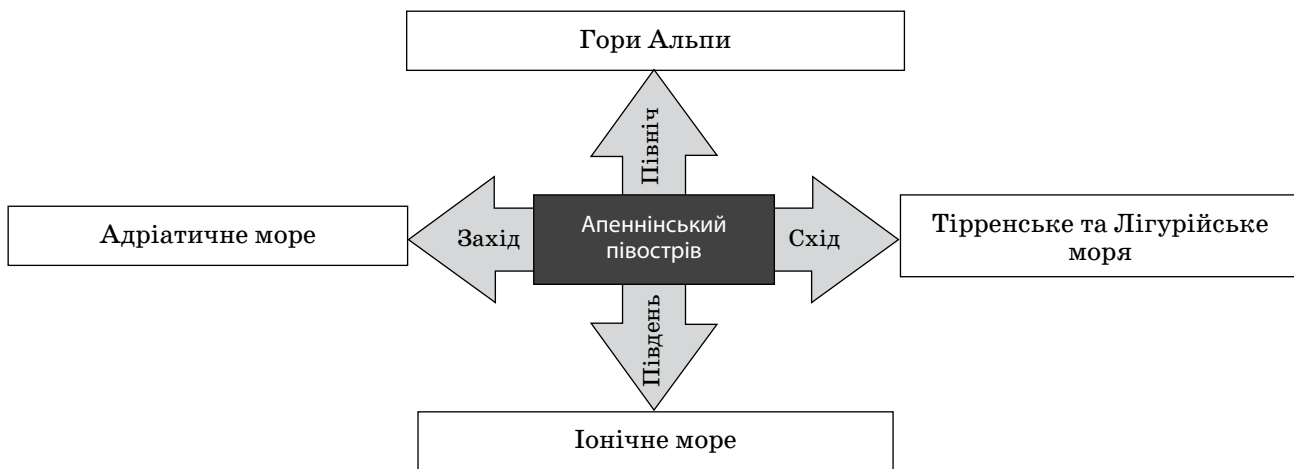 Гори Альпи
Північ
Адріатичне море
Захід
Апеннінський
півострів
Схід
Тірренське та Лігурійське
моря
Південь
Іонічне море